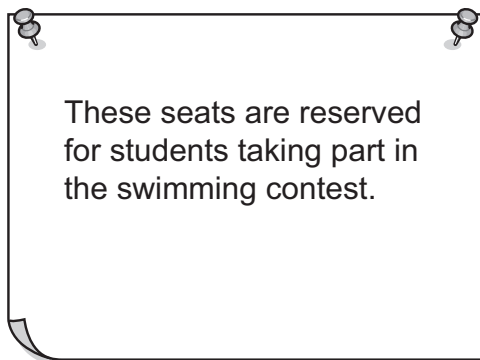 These seats are reserved
for students taking part in
the swimming contest.